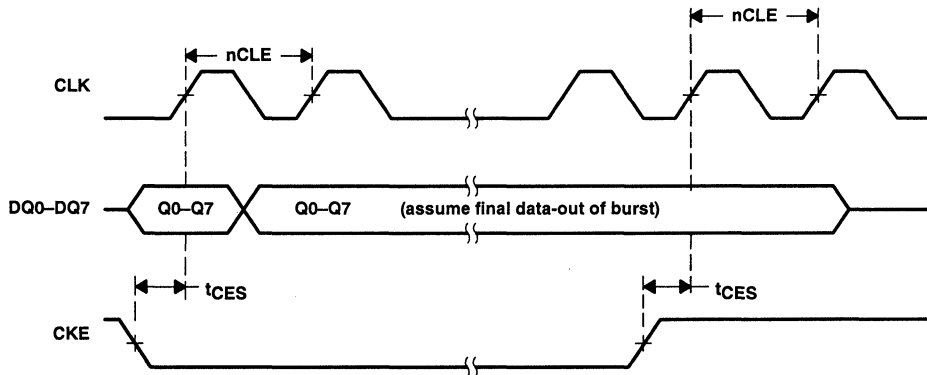 nCLE
nCLE
CLK
DQ0–DQ7
Q0–Q7
Q0–Q7
(assume final data-out of burst)
tCES
tCES
CKE